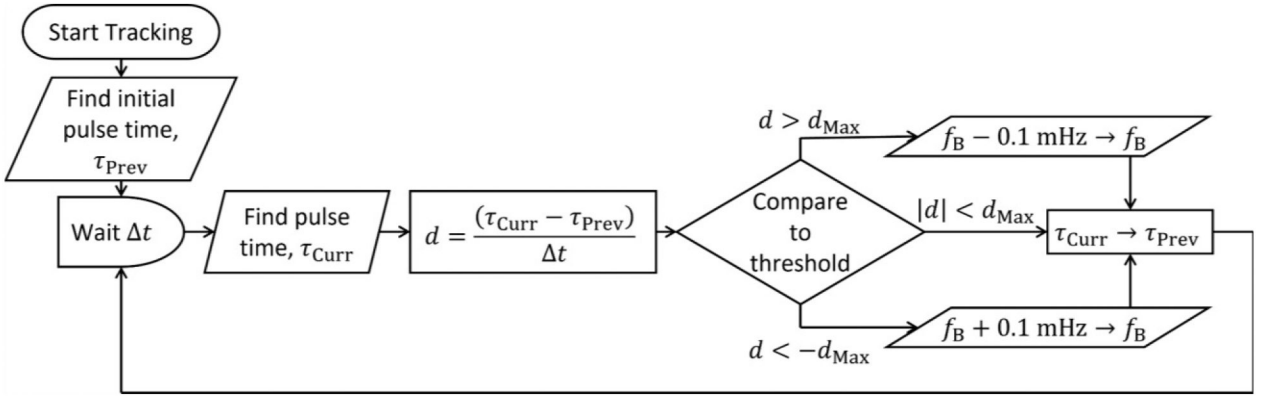 Start Tracking
Find initial
pulse time,
τ_Prev
Wait Δt
Find pulse
time, τ_Curr
d = (τ_Curr − τ_Prev) / Δt
Compare
to
threshold
d > d_Max
f_B − 0.1 mHz → f_B
|d| < d_Max
τ_Curr → τ_Prev
d < −d_Max
f_B + 0.1 mHz → f_B